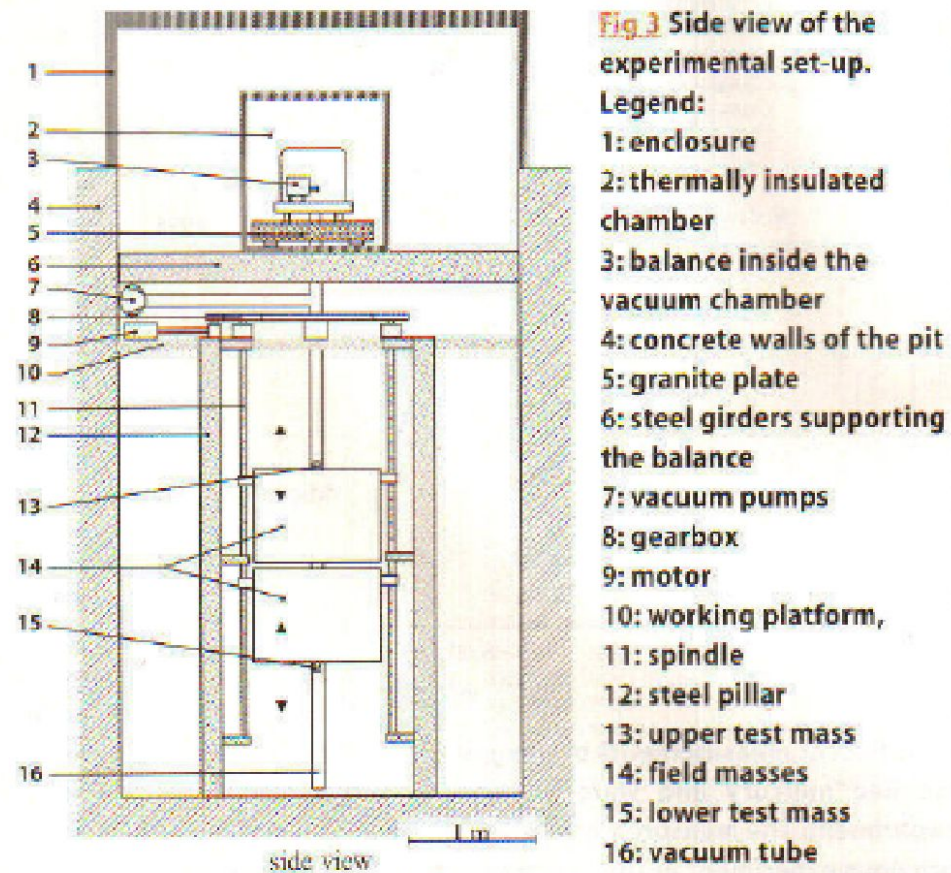 1
2
3
4
5
6
7
8
9
10
11
12
13
14
15
16
1 m
side view
Fig 3 Side view of the
experimental set-up.
Legend:
1: enclosure
2: thermally insulated
chamber
3: balance inside the
vacuum chamber
4: concrete walls of the pit
5: granite plate
6: steel girders supporting
the balance
7: vacuum pumps
8: gearbox
9: motor
10: working platform,
11: spindle
12: steel pillar
13: upper test mass
14: field masses
15: lower test mass
16: vacuum tube